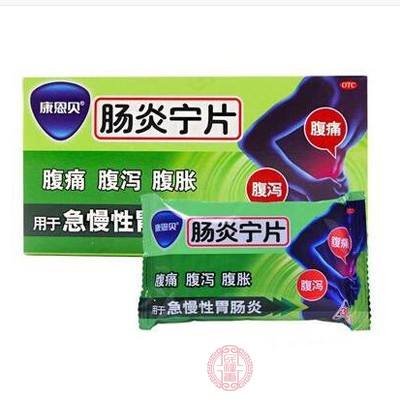 康恩贝®
肠炎宁片
OTC
腹痛
腹痛 腹泻 腹胀
腹泻
用于急慢性胃
康恩贝
肠炎宁片
腹痛
腹痛 腹泻 腹胀
腹泻
用于急慢性胃肠炎